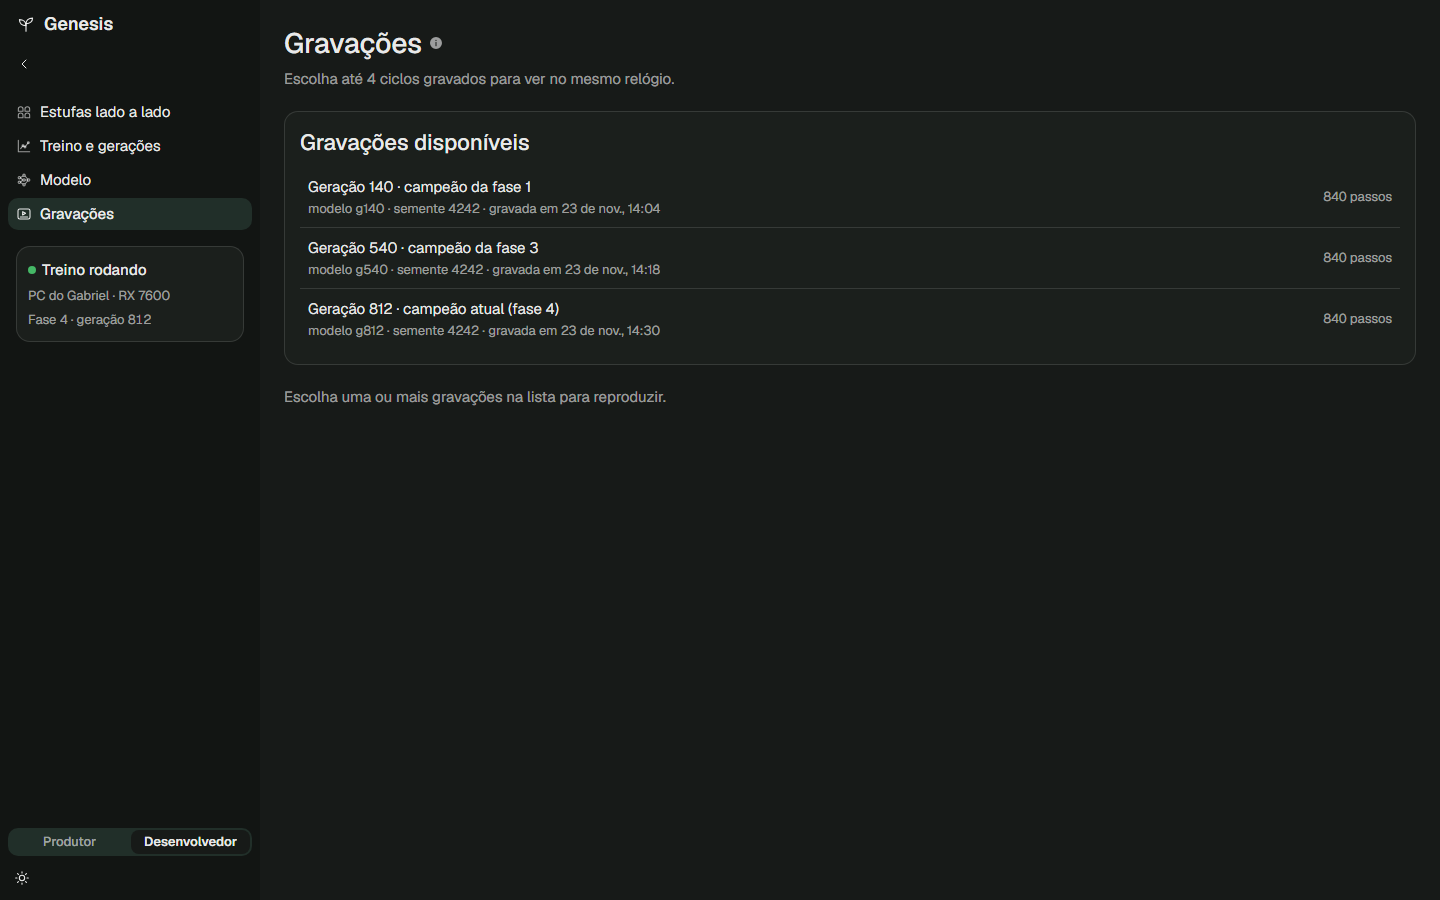 Genesis
Estufas lado a lado
Treino e gerações
Modelo
Gravações
Treino rodando
PC do Gabriel · RX 7600
Fase 4 · geração 812
Produtor
Desenvolvedor
Gravações
Escolha até 4 ciclos gravados para ver no mesmo relógio.
Gravações disponíveis
Geração 140 · campeão da fase 1
modelo g140 · semente 4242 · gravada em 23 de nov., 14:04
840 passos
Geração 540 · campeão da fase 3
modelo g540 · semente 4242 · gravada em 23 de nov., 14:18
840 passos
Geração 812 · campeão atual (fase 4)
modelo g812 · semente 4242 · gravada em 23 de nov., 14:30
840 passos
Escolha uma ou mais gravações na lista para reproduzir.